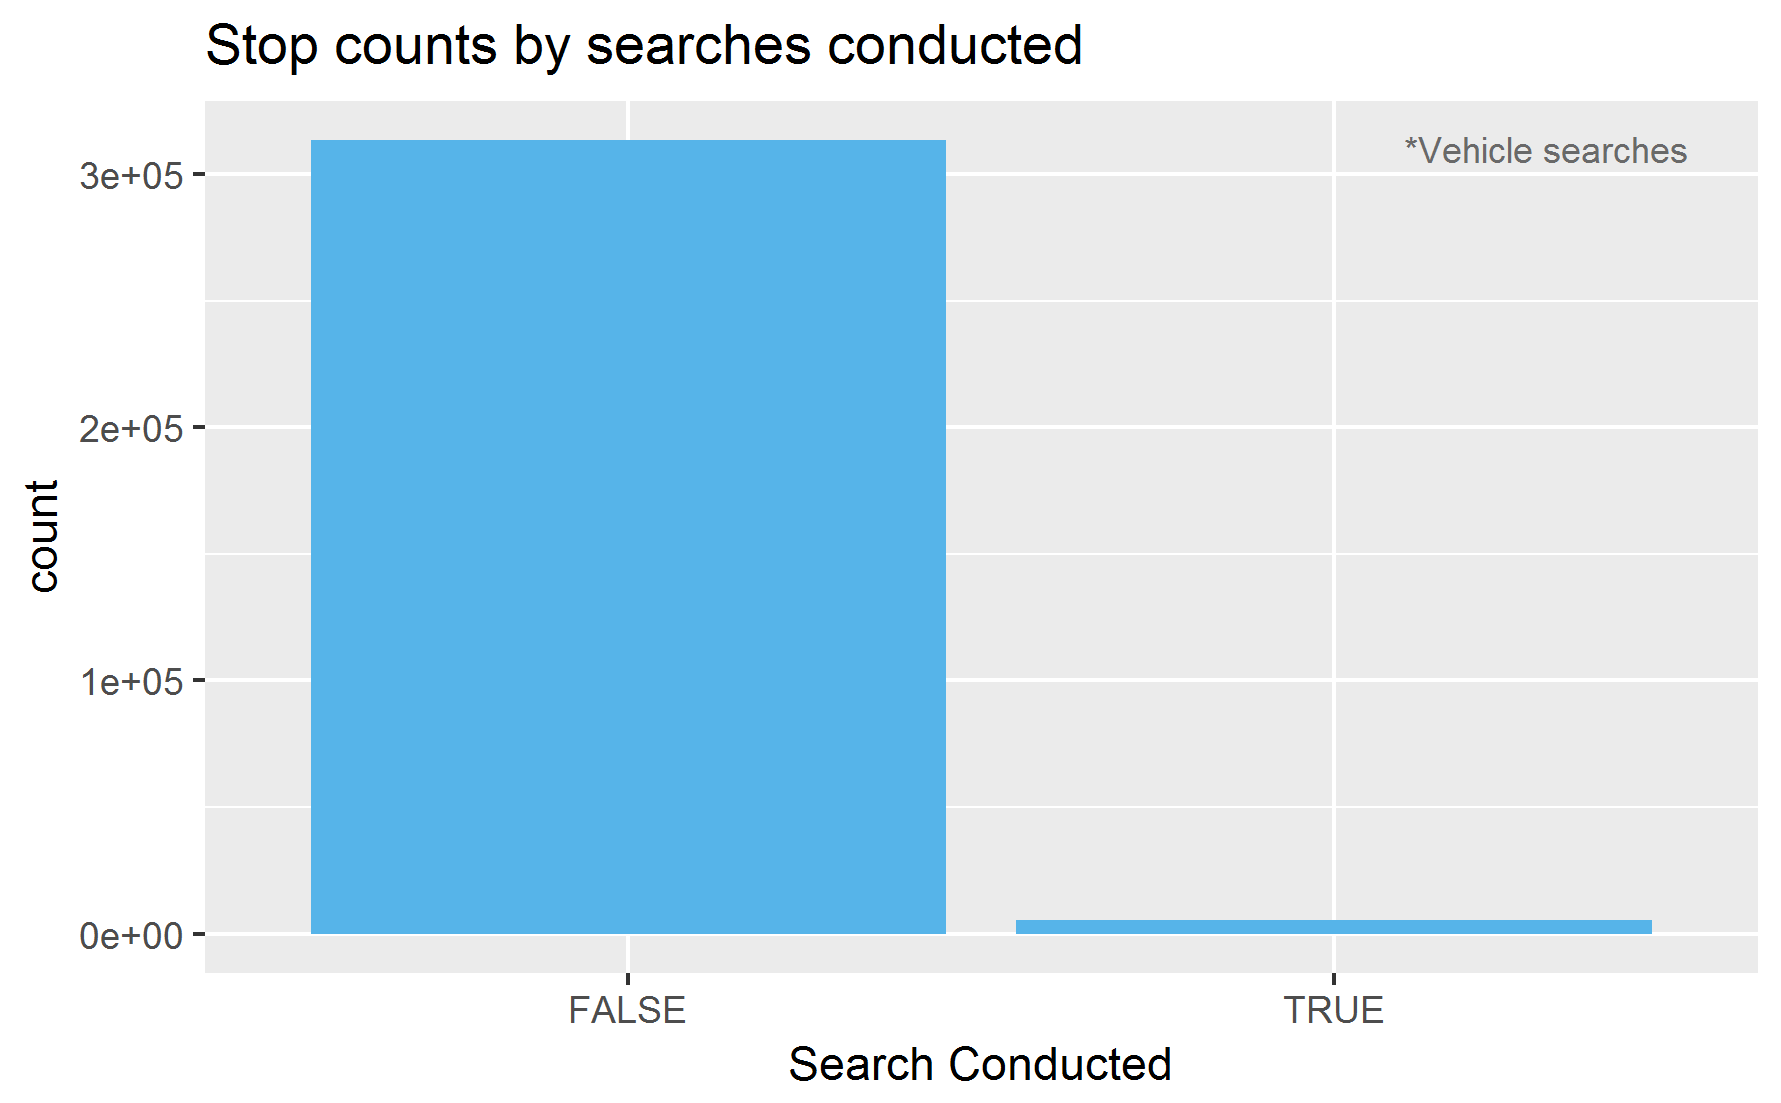 Stop counts by searches conducted
*Vehicle searches
3e+05
2e+05
1e+05
0e+00
count
FALSE
TRUE
Search Conducted